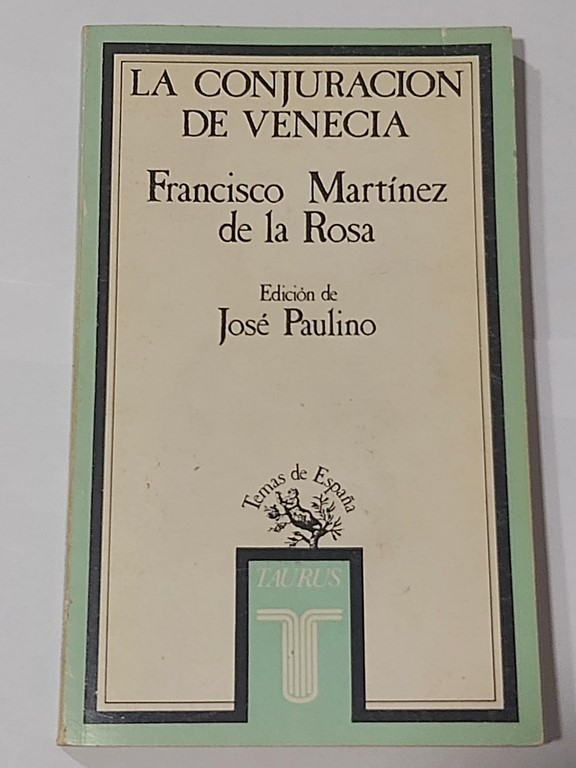 LA CONJURACION
DE VENECIA
Francisco Martínez
de la Rosa
Edición de
José Paulino
Temas de España
TAURUS
T